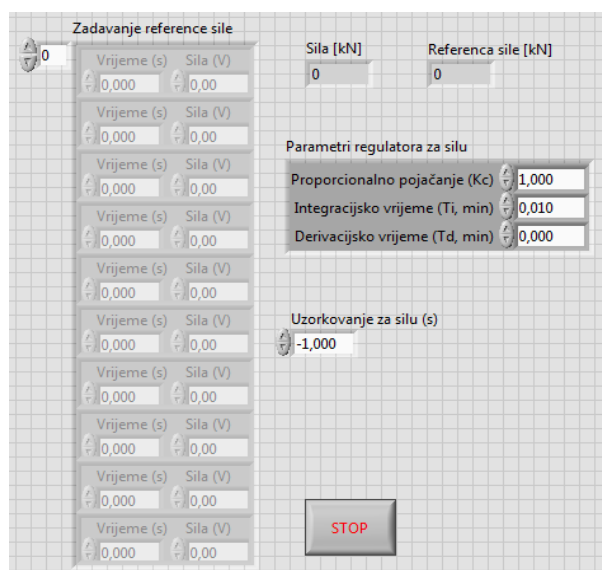 Zadavanje reference sile
0
Vrijeme (s) Sila (V)
0,000 0,00
Vrijeme (s) Sila (V)
0,000 0,00
Vrijeme (s) Sila (V)
0,000 0,00
Vrijeme (s) Sila (V)
0,000 0,00
Vrijeme (s) Sila (V)
0,000 0,00
Vrijeme (s) Sila (V)
0,000 0,00
Vrijeme (s) Sila (V)
0,000 0,00
Vrijeme (s) Sila (V)
0,000 0,00
Vrijeme (s) Sila (V)
0,000 0,00
Vrijeme (s) Sila (V)
0,000 0,00
Sila [kN] Referenca sile [kN]
0 0
Parametri regulatora za silu
Proporcionalno pojačanje (Kc) 1,000
Integracijsko vrijeme (Ti, min) 0,010
Derivacijsko vrijeme (Td, min) 0,000
Uzorkovanje za silu (s)
-1,000
STOP